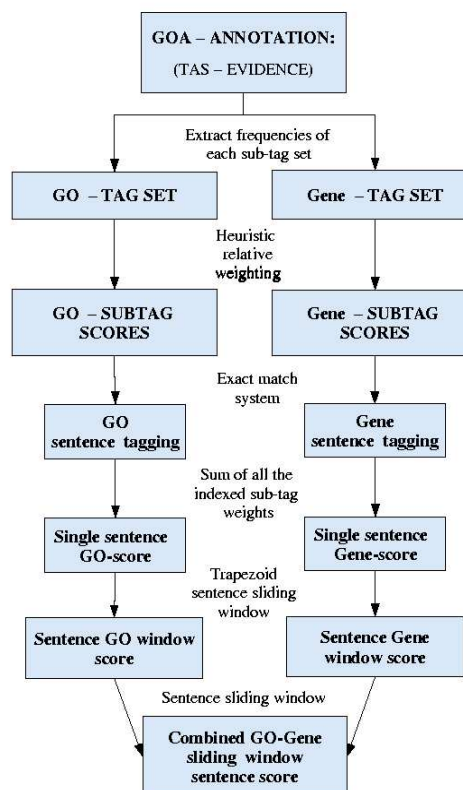 GOA – ANNOTATION:
(TAS – EVIDENCE)
Extract frequencies of
each sub-tag set
GO – TAG SET
Gene – TAG SET
Heuristic
relative
weighting
GO – SUBTAG
SCORES
Gene – SUBTAG
SCORES
Exact match
system
GO
sentence tagging
Gene
sentence tagging
Sum of all the
indexed sub-tag
weights
Single sentence
GO-score
Single sentence
Gene-score
Trapezoid
sentence sliding
window
Sentence GO window
score
Sentence Gene
window score
Sentence sliding window
Combined GO-Gene
sliding window
sentence score